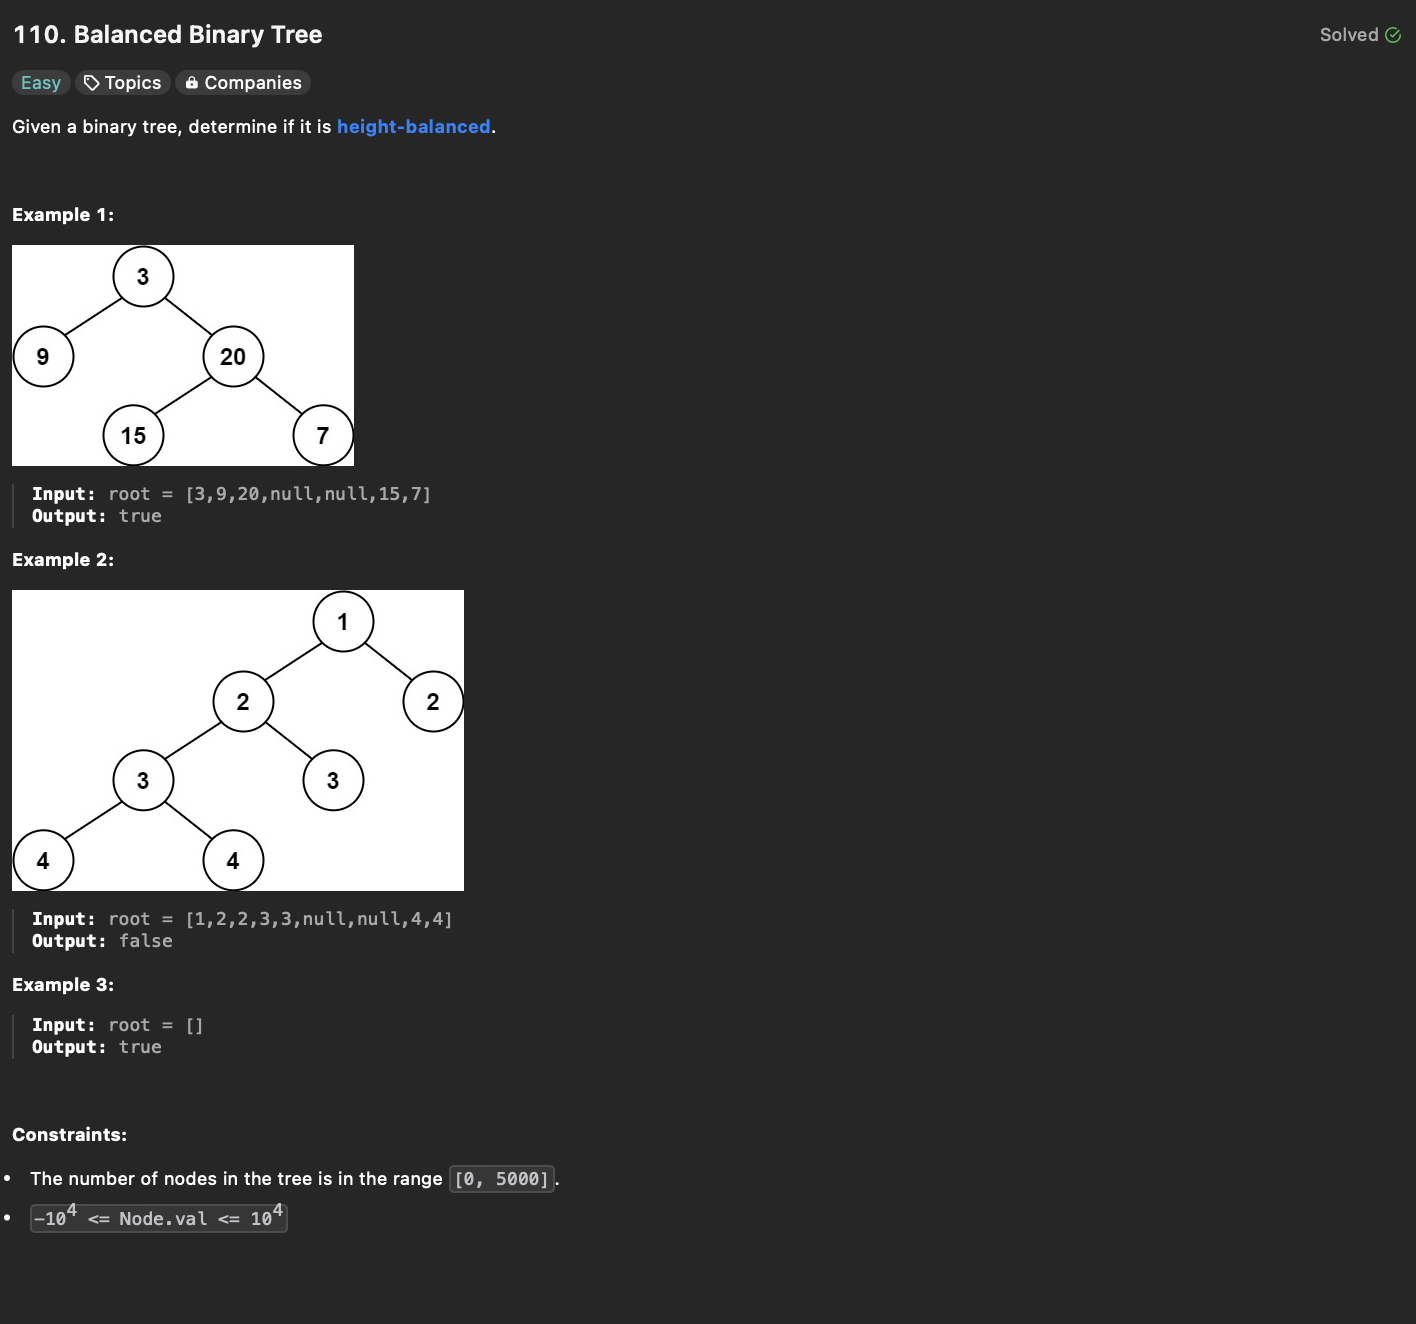 110. Balanced Binary Tree
Solved
Easy Topics Companies
Given a binary tree, determine if it is height-balanced.
Example 1:
3
9 20
15 7
Input: root = [3,9,20,null,null,15,7]
Output: true
Example 2:
1
2 2
3 3
4 4
Input: root = [1,2,2,3,3,null,null,4,4]
Output: false
Example 3:
Input: root = []
Output: true
Constraints:
• The number of nodes in the tree is in the range [0, 5000].
• -10⁴ <= Node.val <= 10⁴